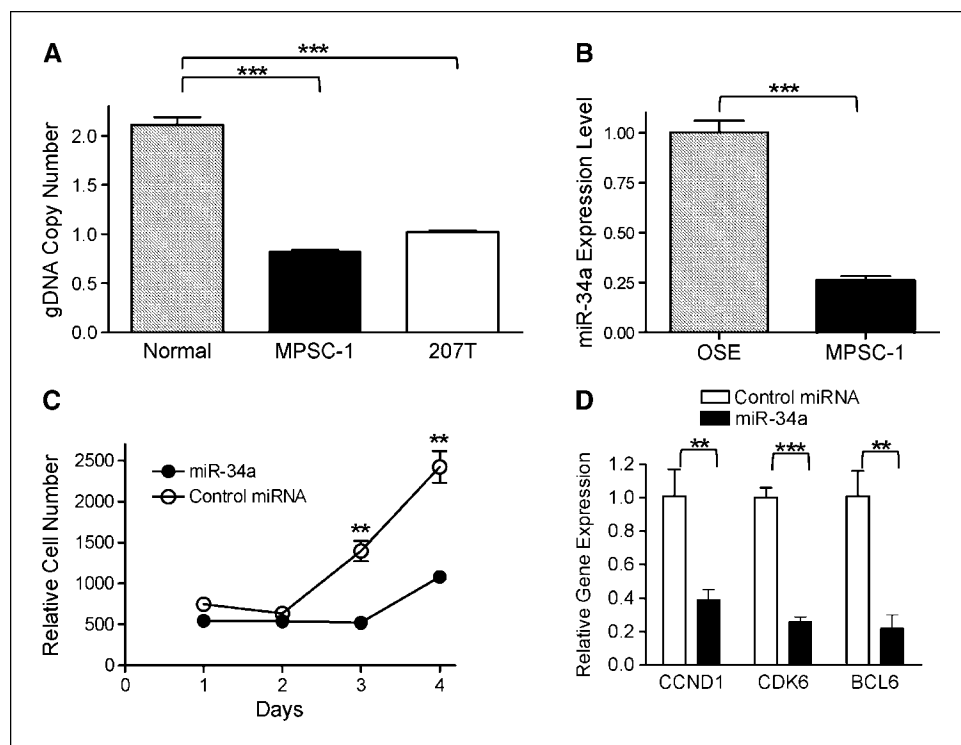 A
***
***
gDNA Copy Number
2.0
1.5
1.0
0.5
0.0
Normal MPSC-1 207T
B
***
miR-34a Expression Level
1.00
0.75
0.50
0.25
0.00
OSE MPSC-1
C
Relative Cell Number
2500
2000
1500
1000
500
0
miR-34a
Control miRNA
**
**
0 1 2 3 4
Days
D
Control miRNA
miR-34a
** *** **
Relative Gene Expression
1.2
1.0
0.8
0.6
0.4
0.2
0.0
CCND1 CDK6 BCL6